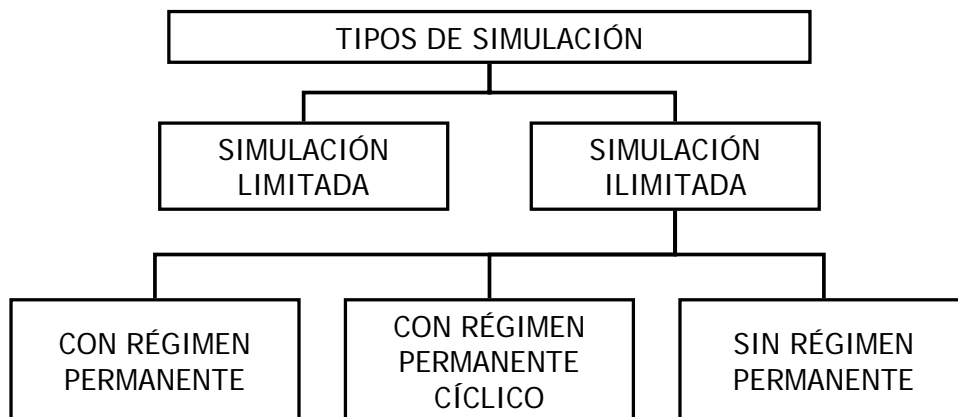 TIPOS DE SIMULACIÓN
SIMULACIÓN
LIMITADA
SIMULACIÓN
ILIMITADA
CON RÉGIMEN
PERMANENTE
CON RÉGIMEN
PERMANENTE
CÍCLICO
SIN RÉGIMEN
PERMANENTE